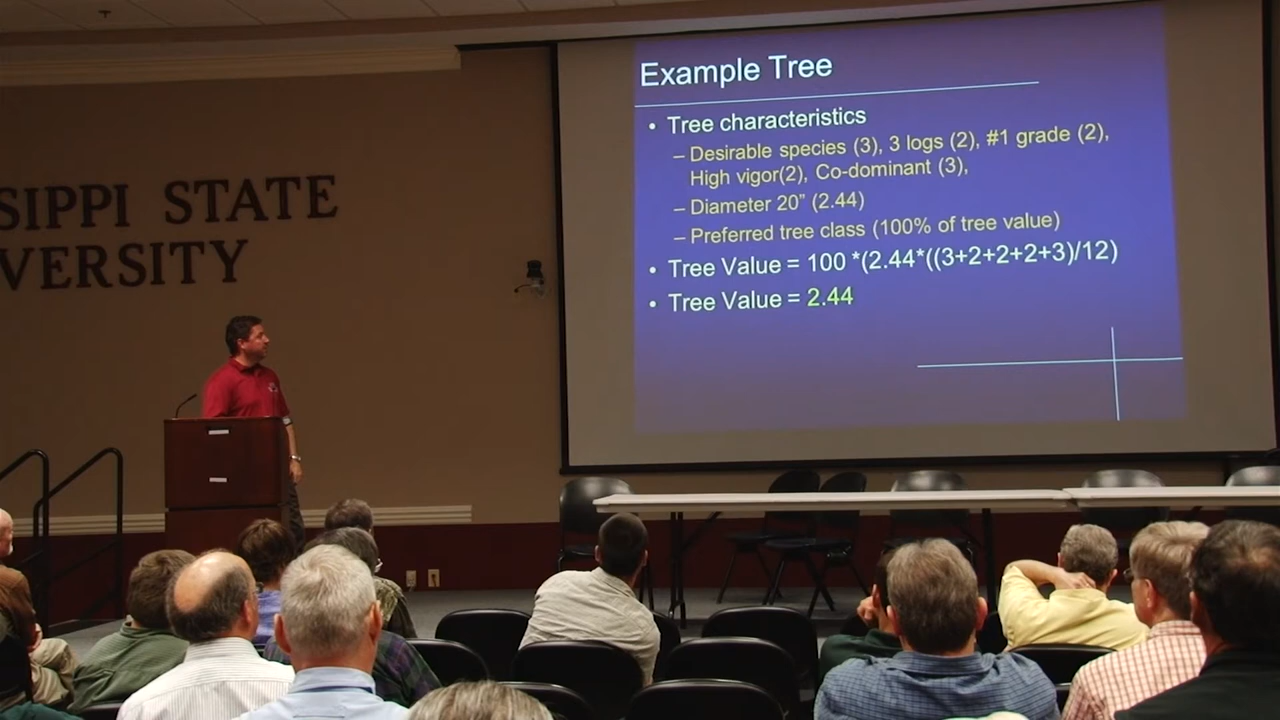 SIPPI STATE
VERSITY
Example Tree
• Tree characteristics
– Desirable species (3), 3 logs (2), #1 grade (2),
High vigor(2), Co-dominant (3),
– Diameter 20” (2.44)
– Preferred tree class (100% of tree value)
• Tree Value = 100 *(2.44*((3+2+2+2+3)/12)
• Tree Value = 2.44